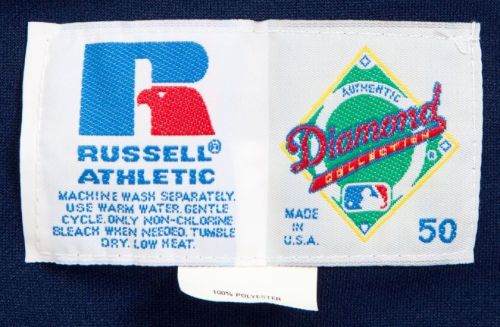 R
RUSSELL®
ATHLETIC
MACHINE WASH SEPARATELY.
USE WARM WATER, GENTLE
CYCLE. ONLY NON-CHLORINE
BLEACH WHEN NEEDED. TUMBLE
DRY. LOW HEAT.
AUTHENTIC
Diamond
COLLECTION
®
MADE
IN
U.S.A.
50
100% POLYESTER